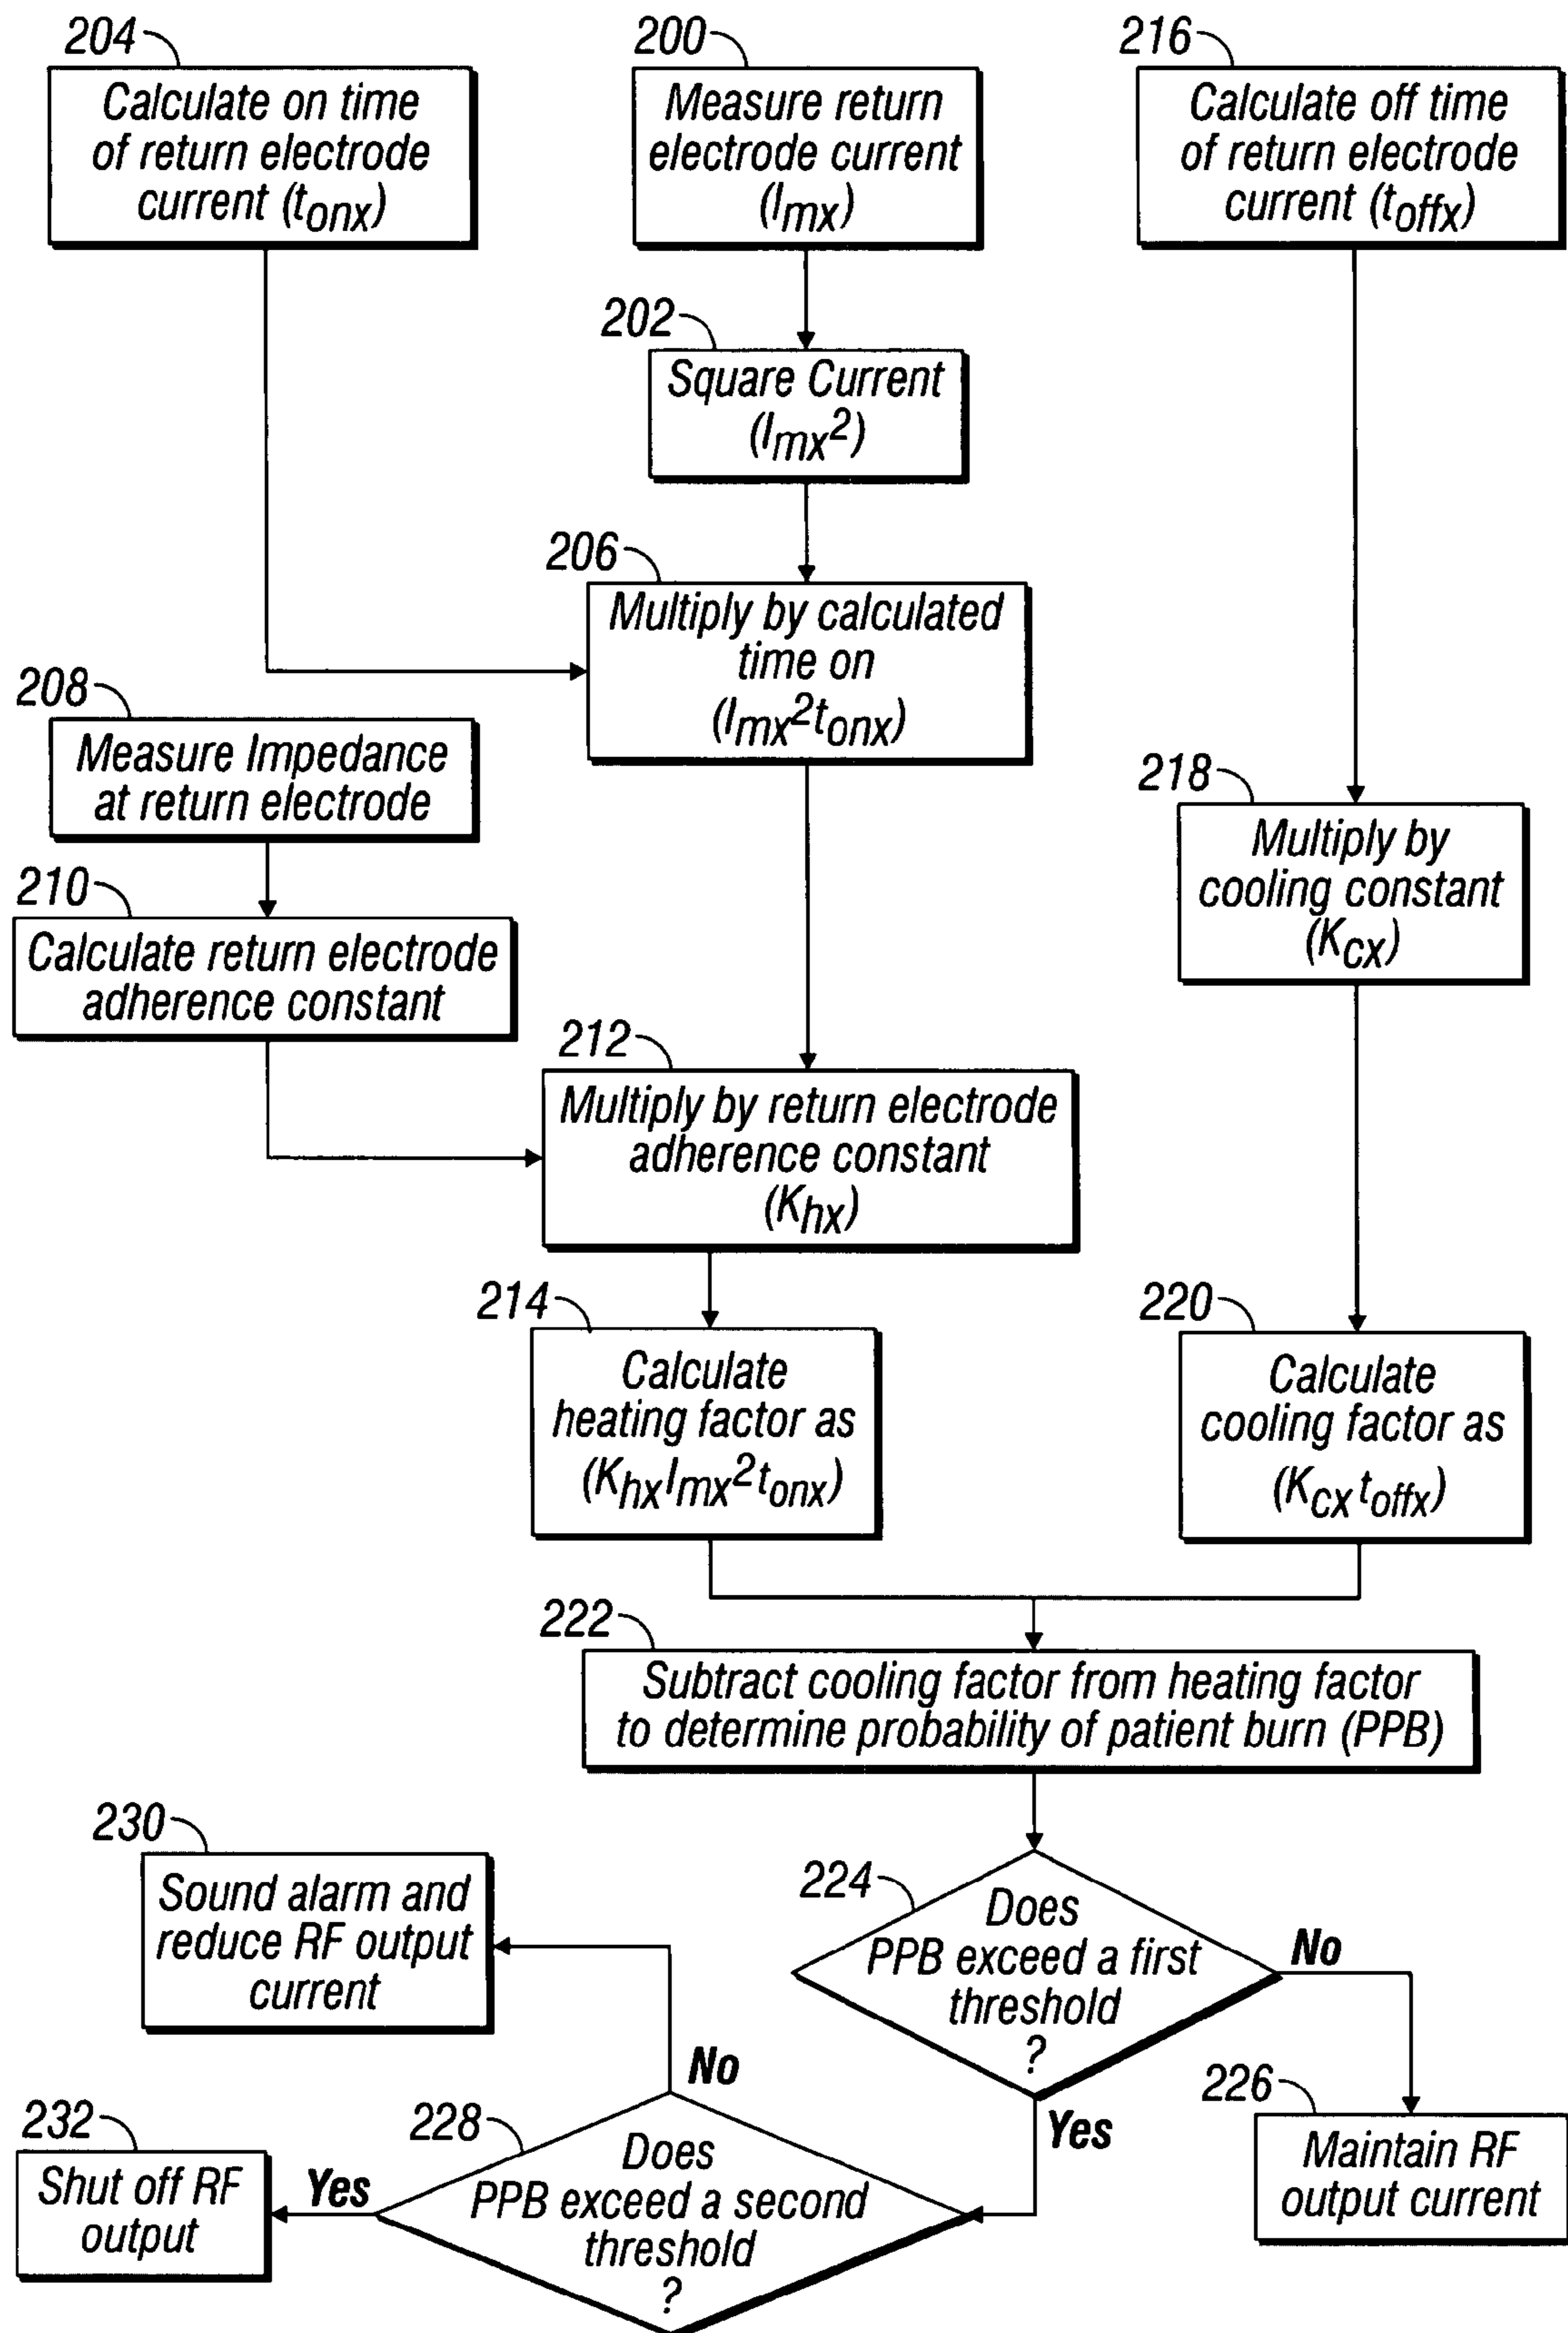 204
Calculate on time
of return electrode
current (tonx)
200
Measure return
electrode current
(Imx)
216
Calculate off time
of return electrode
current (toffx)
202
Square Current
(Imx²)
206
Multiply by calculated
time on
(Imx²tonx)
208
Measure Impedance
at return electrode
218
Multiply by
cooling constant
(Kcx)
210
Calculate return electrode
adherence constant
212
Multiply by return electrode
adherence constant
(Khx)
214
Calculate
heating factor as
(KhxImx²tonx)
220
Calculate
cooling factor as
(Kcx toffx)
222
Subtract cooling factor from heating factor
to determine probability of patient burn (PPB)
224
Does
PPB exceed a first
threshold
?
No
Yes
226
Maintain RF
output current
228
Does
PPB exceed a second
threshold
?
No
Yes
230
Sound alarm and
reduce RF output
current
232
Shut off RF
output